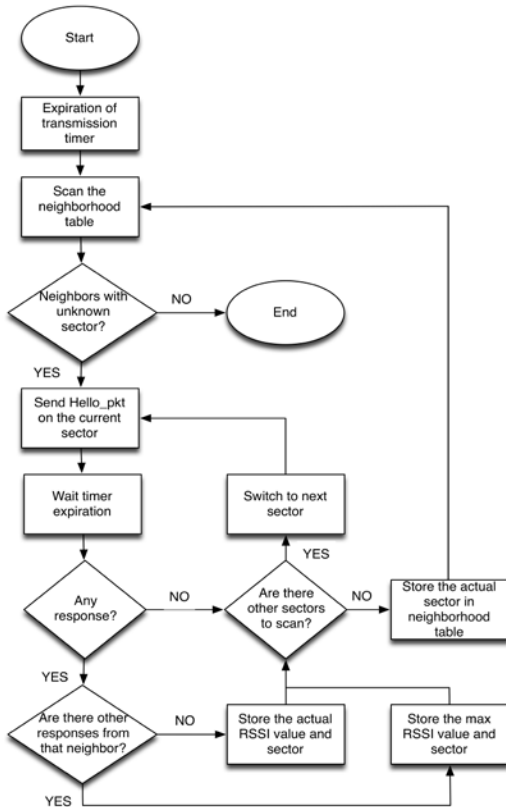 Start
Expiration of
transmission
timer
Scan the
neighborhood
table
Neighbors with
unknown
sector?
NO
End
YES
Send Hello_pkt
on the current
sector
Wait timer
expiration
Switch to next
sector
YES
Any
response?
NO
Are there
other sectors
to scan?
NO
Store the actual
sector in
neighborhood
table
YES
Are there other
responses from
that neighbor?
NO
Store the actual
RSSI value and
sector
Store the max
RSSI value and
sector
YES